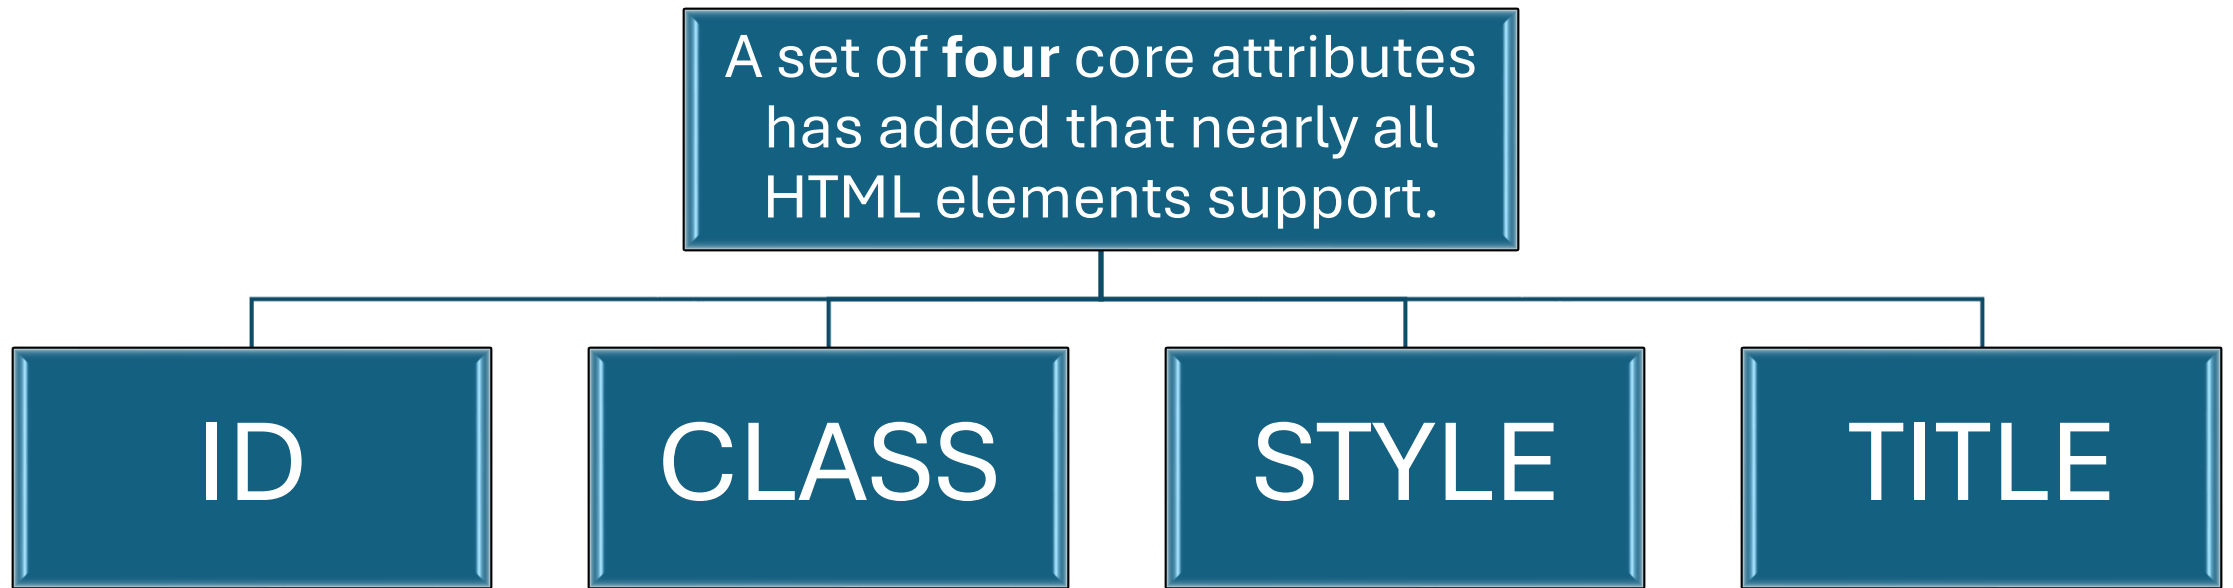 A set of four core attributes
has added that nearly all
HTML elements support.
ID
CLASS
STYLE
TITLE